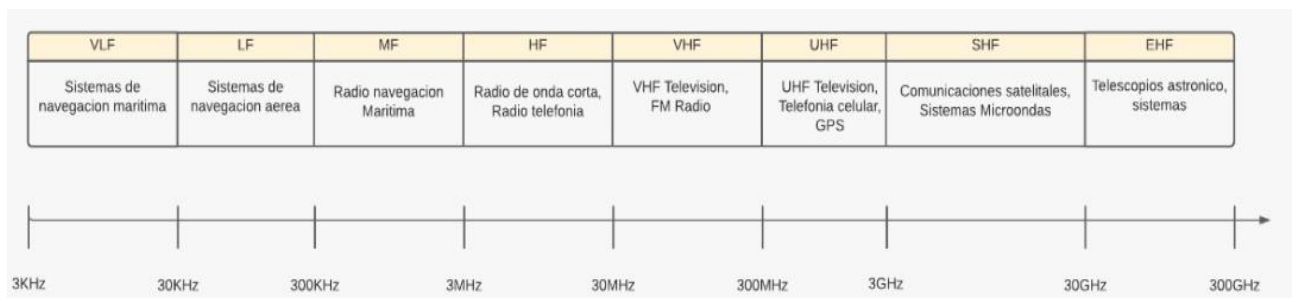 VLF
LF
MF
HF
VHF
UHF
SHF
EHF
Sistemas de
navegacion maritima
Sistemas de
navegacion aerea
Radio navegacion
Maritima
Radio de onda corta,
Radio telefonia
VHF Television,
FM Radio
UHF Television,
Telefonia celular,
GPS
Comunicaciones satelitales,
Sistemas Microondas
Telescopios astronico,
sistemas
3KHz
30KHz
300KHz
3MHz
30MHz
300MHz
3GHz
30GHz
300GHz